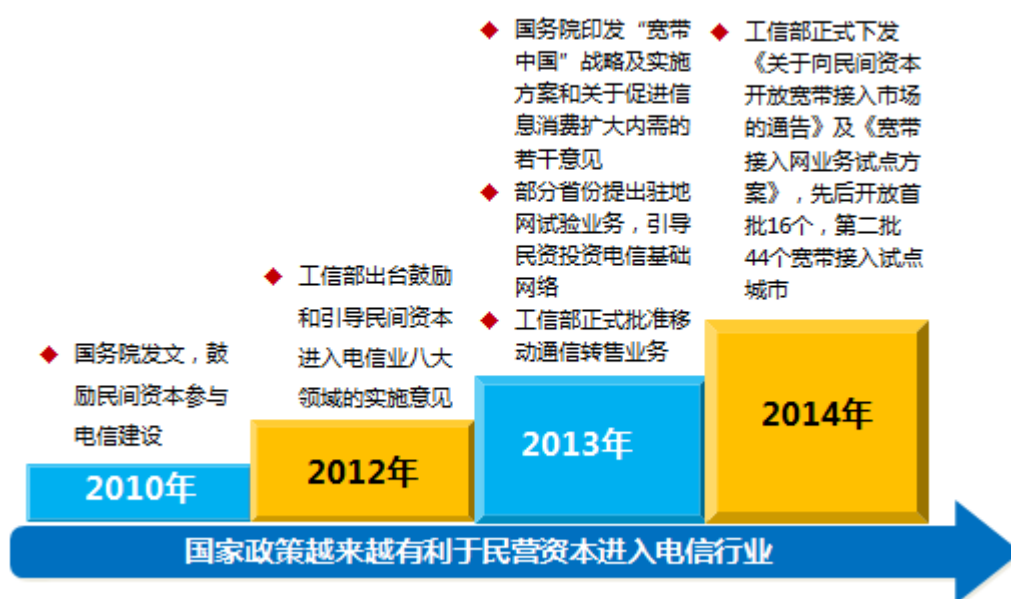 国务院发文，鼓
励民间资本参与
电信建设
2010年
工信部出台鼓励
和引导民间资本
进入电信业八大
领域的实施意见
2012年
国务院印发“宽带
中国”战略及实施
方案和关于促进信
息消费扩大内需的
若干意见
部分省份提出驻地
网试验业务，引导
民资投资电信基础
网络
工信部正式批准移
动通信转售业务
2013年
工信部正式下发
《关于向民间资本
开放宽带接入市场
的通告》及《宽带
接入网业务试点方
案》，先后开放首
批16个，第二批
44个宽带接入试点
城市
2014年
国家政策越来越有利于民营资本进入电信行业